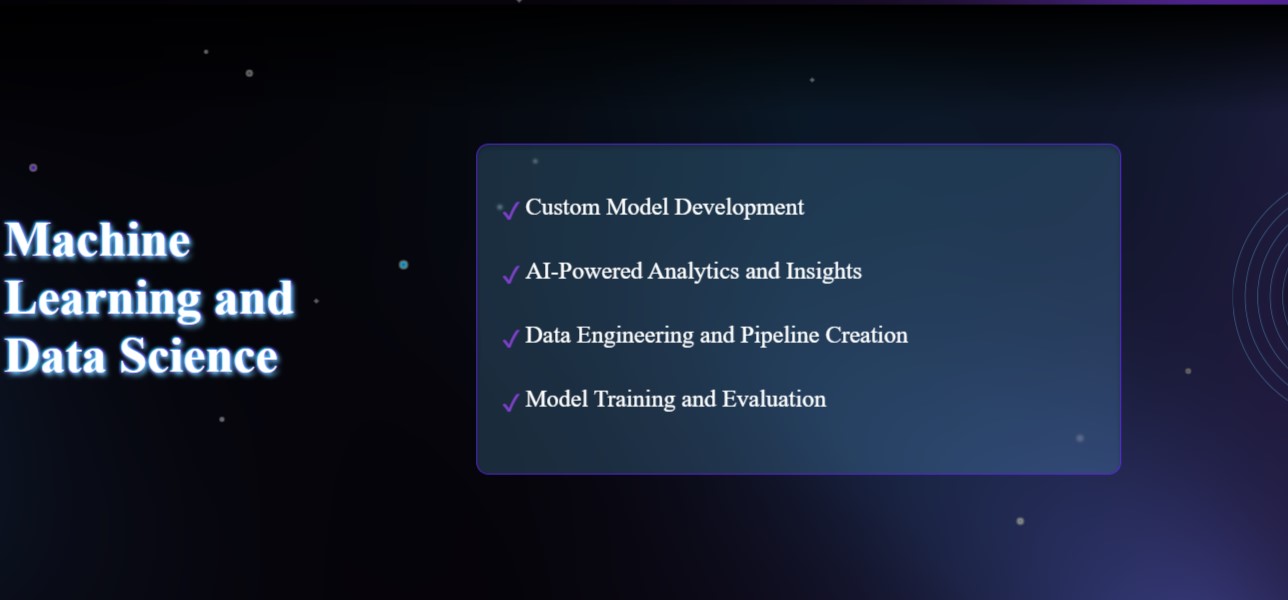 Machine
Learning and
Data Science
Custom Model Development
AI-Powered Analytics and Insights
Data Engineering and Pipeline Creation
Model Training and Evaluation